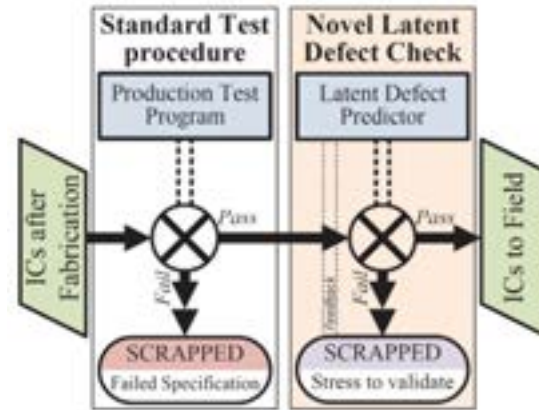 Standard Test
procedure
Novel Latent
Defect Check
Production Test
Program
Latent Defect
Predictor
ICs after
Fabrication
Pass
Fail
Pass
Fail
Feedback
ICs to Field
SCRAPPED
Failed Specification
SCRAPPED
Stress to validate